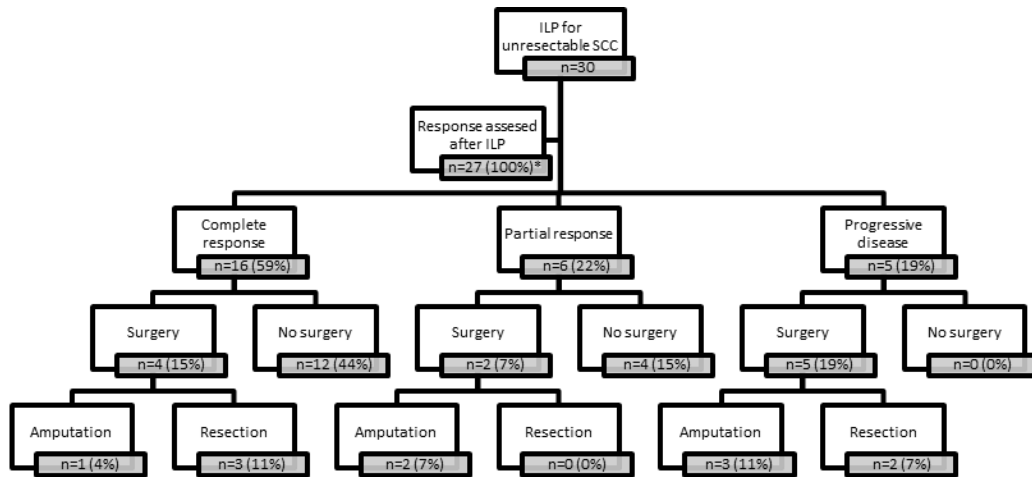 ILP for
unresectable SCC
n=30
Response assesed
after ILP
n=27 (100%)*
Complete
response
n=16 (59%)
Partial response
n=6 (22%)
Progressive
disease
n=5 (19%)
Surgery
n=4 (15%)
No surgery
n=12 (44%)
Surgery
n=2 (7%)
No surgery
n=4 (15%)
Surgery
n=5 (19%)
No surgery
n=0 (0%)
Amputation
n=1 (4%)
Resection
n=3 (11%)
Amputation
n=2 (7%)
Resection
n=0 (0%)
Amputation
n=3 (11%)
Resection
n=2 (7%)